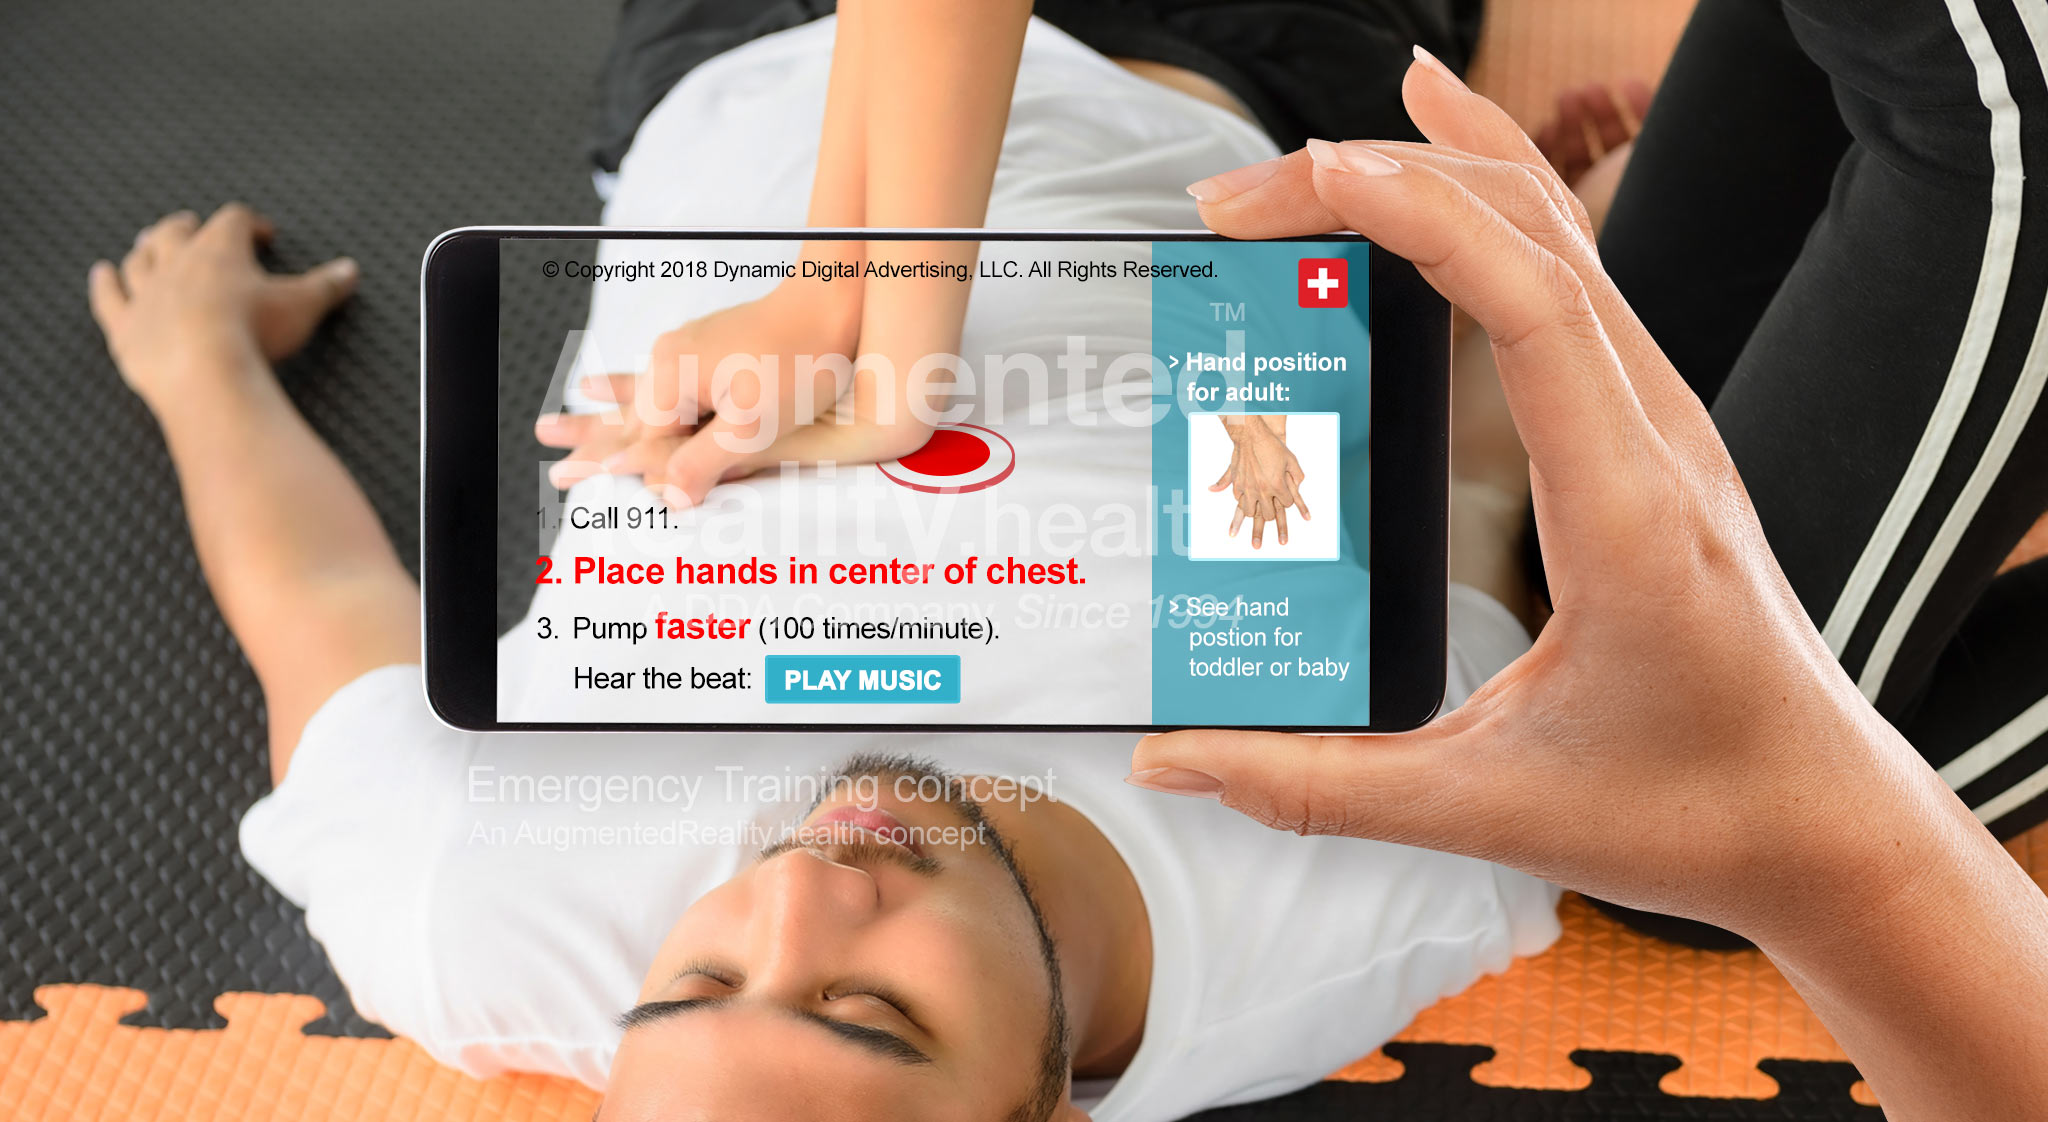 © Copyright 2018 Dynamic Digital Advertising, LLC. All Rights Reserved.
TM
Augmented
Reality.healt
A DDA Company, Since 1994
1. Call 911.
2. Place hands in center of chest.
3. Pump faster (100 times/minute).
Hear the beat: PLAY MUSIC
> Hand position
for adult:
> See hand
postion for
toddler or baby
Emergency Training concept
An AugmentedReality.health concept